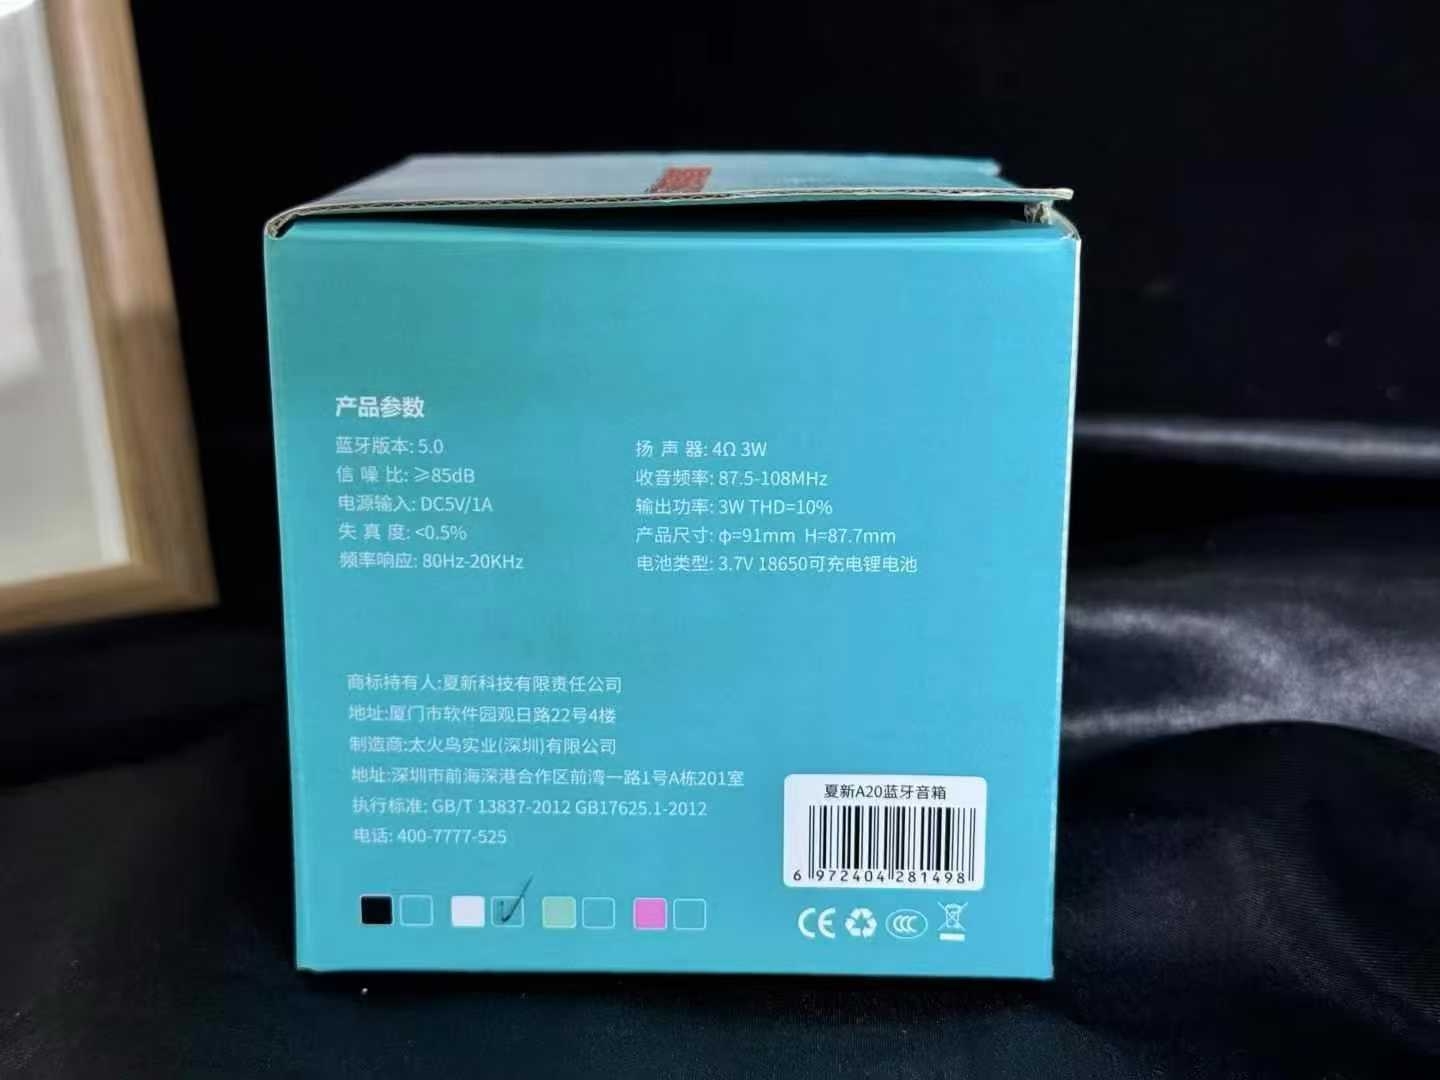 产品参数
蓝牙版本: 5.0
信 噪 比: ≥85dB
电源输入: DC5V/1A
失 真 度: <0.5%
频率响应: 80Hz-20KHz
扬 声 器: 4Ω 3W
收音频率: 87.5-108MHz
输出功率: 3W THD=10%
产品尺寸: φ=91mm H=87.7mm
电池类型: 3.7V 18650可充电锂电池
商标持有人:夏新科技有限责任公司
地址:厦门市软件园观日路22号4楼
制造商:太火鸟实业(深圳)有限公司
地址:深圳市前海深港合作区前湾一路1号A栋201室
执行标准: GB/T 13837-2012 GB17625.1-2012
电话: 400-7777-525
夏新A20蓝牙音箱
6 972404 281498
CE
CCC